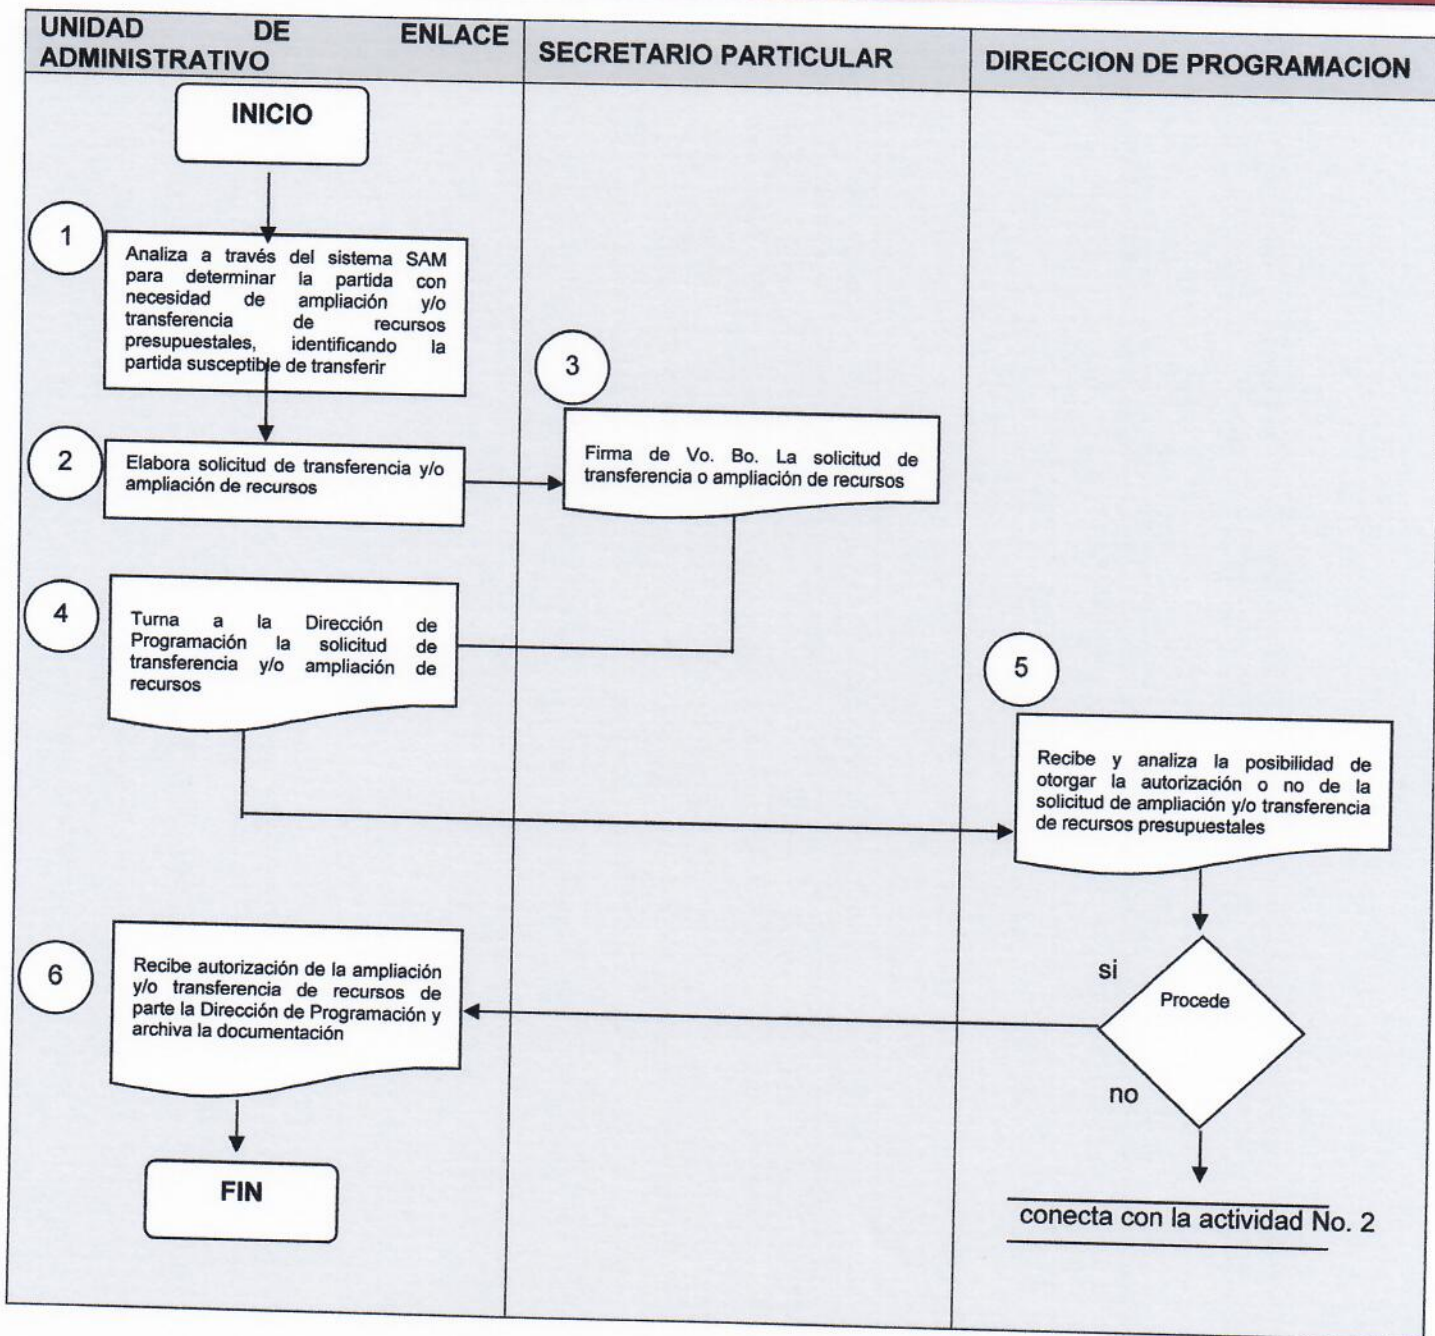 UNIDAD DE ENLACE
ADMINISTRATIVO
SECRETARIO PARTICULAR
DIRECCION DE PROGRAMACION
INICIO
1
Analiza a través del sistema SAM
para determinar la partida con
necesidad de ampliación y/o
transferencia de recursos
presupuestales, identificando la
partida susceptible de transferir
2
Elabora solicitud de transferencia y/o
ampliación de recursos
3
Firma de Vo. Bo. La solicitud de
transferencia o ampliación de recursos
4
Turna a la Dirección de
Programación la solicitud de
transferencia y/o ampliación de
recursos
5
Recibe y analiza la posibilidad de
otorgar la autorización o no de la
solicitud de ampliación y/o transferencia
de recursos presupuestales
si
Procede
no
conecta con la actividad No. 2
6
Recibe autorización de la ampliación
y/o transferencia de recursos de
parte la Dirección de Programación y
archiva la documentación
FIN